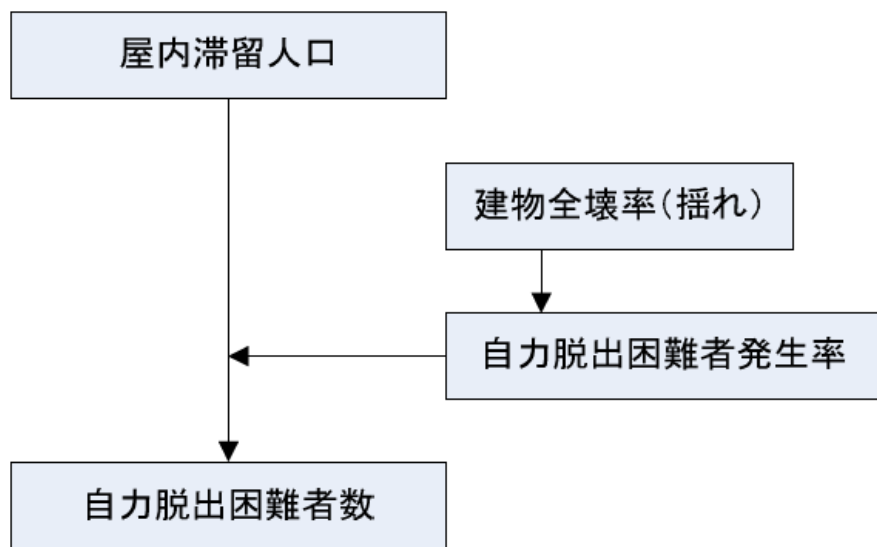 屋内滞留人口
建物全壊率（揺れ）
自力脱出困難者発生率
自力脱出困難者数